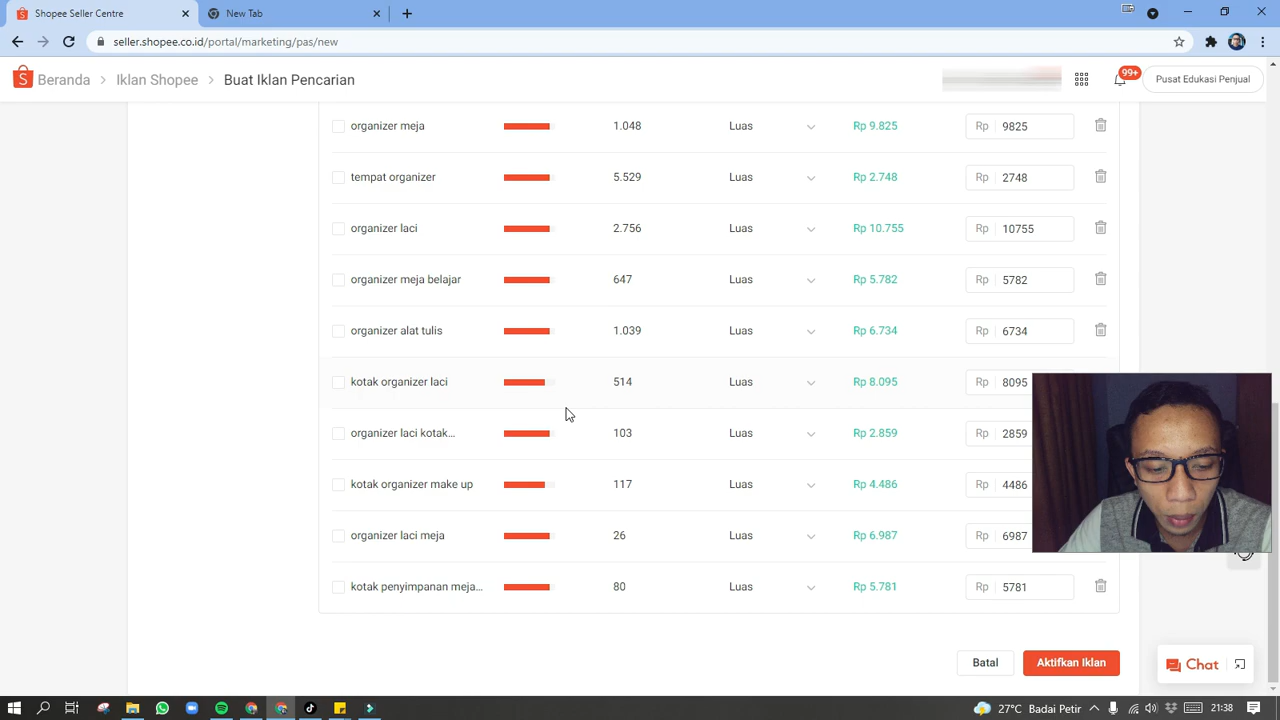 Shopee Seller Centre
New Tab
seller.shopee.co.id/portal/marketing/pas/new
Beranda > Iklan Shopee > Buat Iklan Pencarian
99+
Pusat Edukasi Penjual
organizer meja 1.048 Luas Rp 9.825 Rp 9825
tempat organizer 5.529 Luas Rp 2.748 Rp 2748
organizer laci 2.756 Luas Rp 10.755 Rp 10755
organizer meja belajar 647 Luas Rp 5.782 Rp 5782
organizer alat tulis 1.039 Luas Rp 6.734 Rp 6734
kotak organizer laci 514 Luas Rp 8.095 Rp 8095
organizer laci kotak... 103 Luas Rp 2.859 Rp 2859
kotak organizer make up 117 Luas Rp 4.486 Rp 4486
organizer laci meja 26 Luas Rp 6.987 Rp 6987
kotak penyimpanan meja... 80 Luas Rp 5.781 Rp 5781
Batal
Aktifkan Iklan
Chat
27°C Badai Petir
21:38